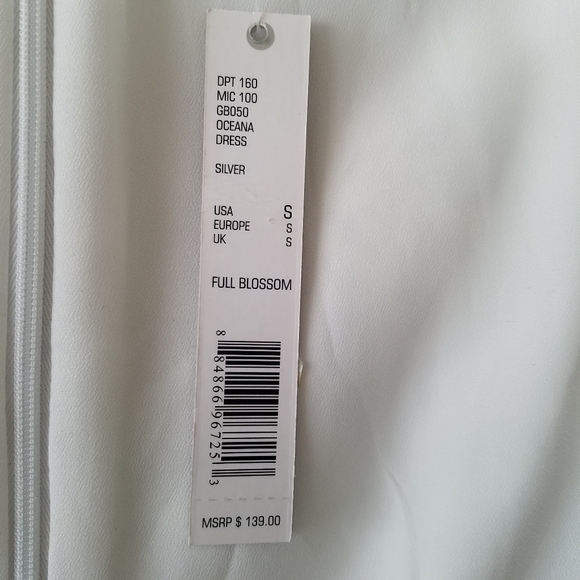 DPT 160
MIC 100
GB050
OCEANA
DRESS
SILVER
USA S
EUROPE S
UK S
FULL BLOSSOM
8 84866 96725 3
MSRP $ 139.00